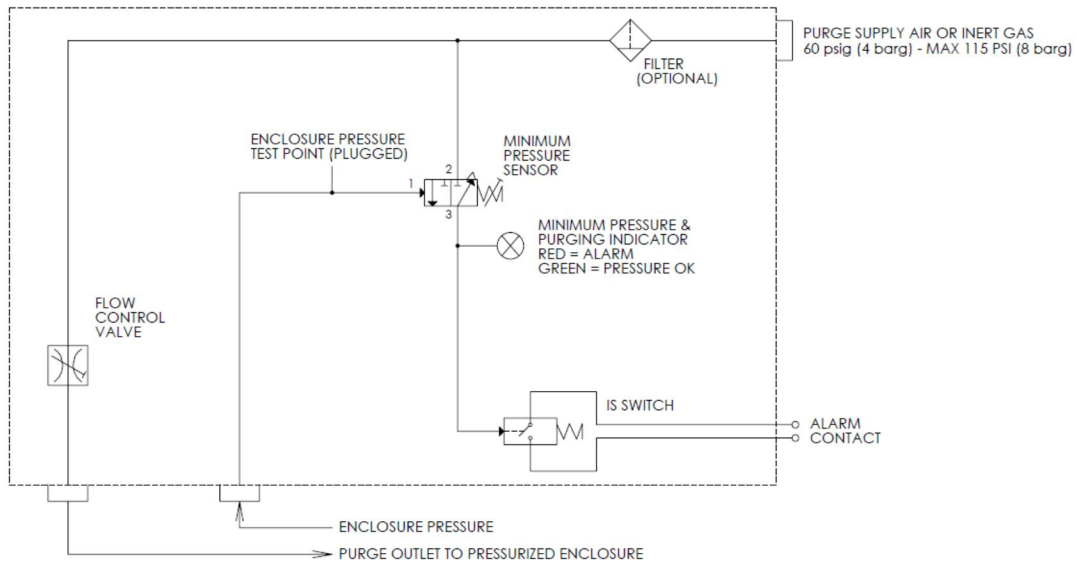 PURGE SUPPLY AIR OR INERT GAS
60 psig (4 barg) - MAX 115 PSI (8 barg)
FILTER
(OPTIONAL)
ENCLOSURE PRESSURE
TEST POINT (PLUGGED)
MINIMUM
PRESSURE
SENSOR
2
1
3
MINIMUM PRESSURE &
PURGING INDICATOR
RED = ALARM
GREEN = PRESSURE OK
FLOW
CONTROL
VALVE
IS SWITCH
ALARM
CONTACT
ENCLOSURE PRESSURE
PURGE OUTLET TO PRESSURIZED ENCLOSURE